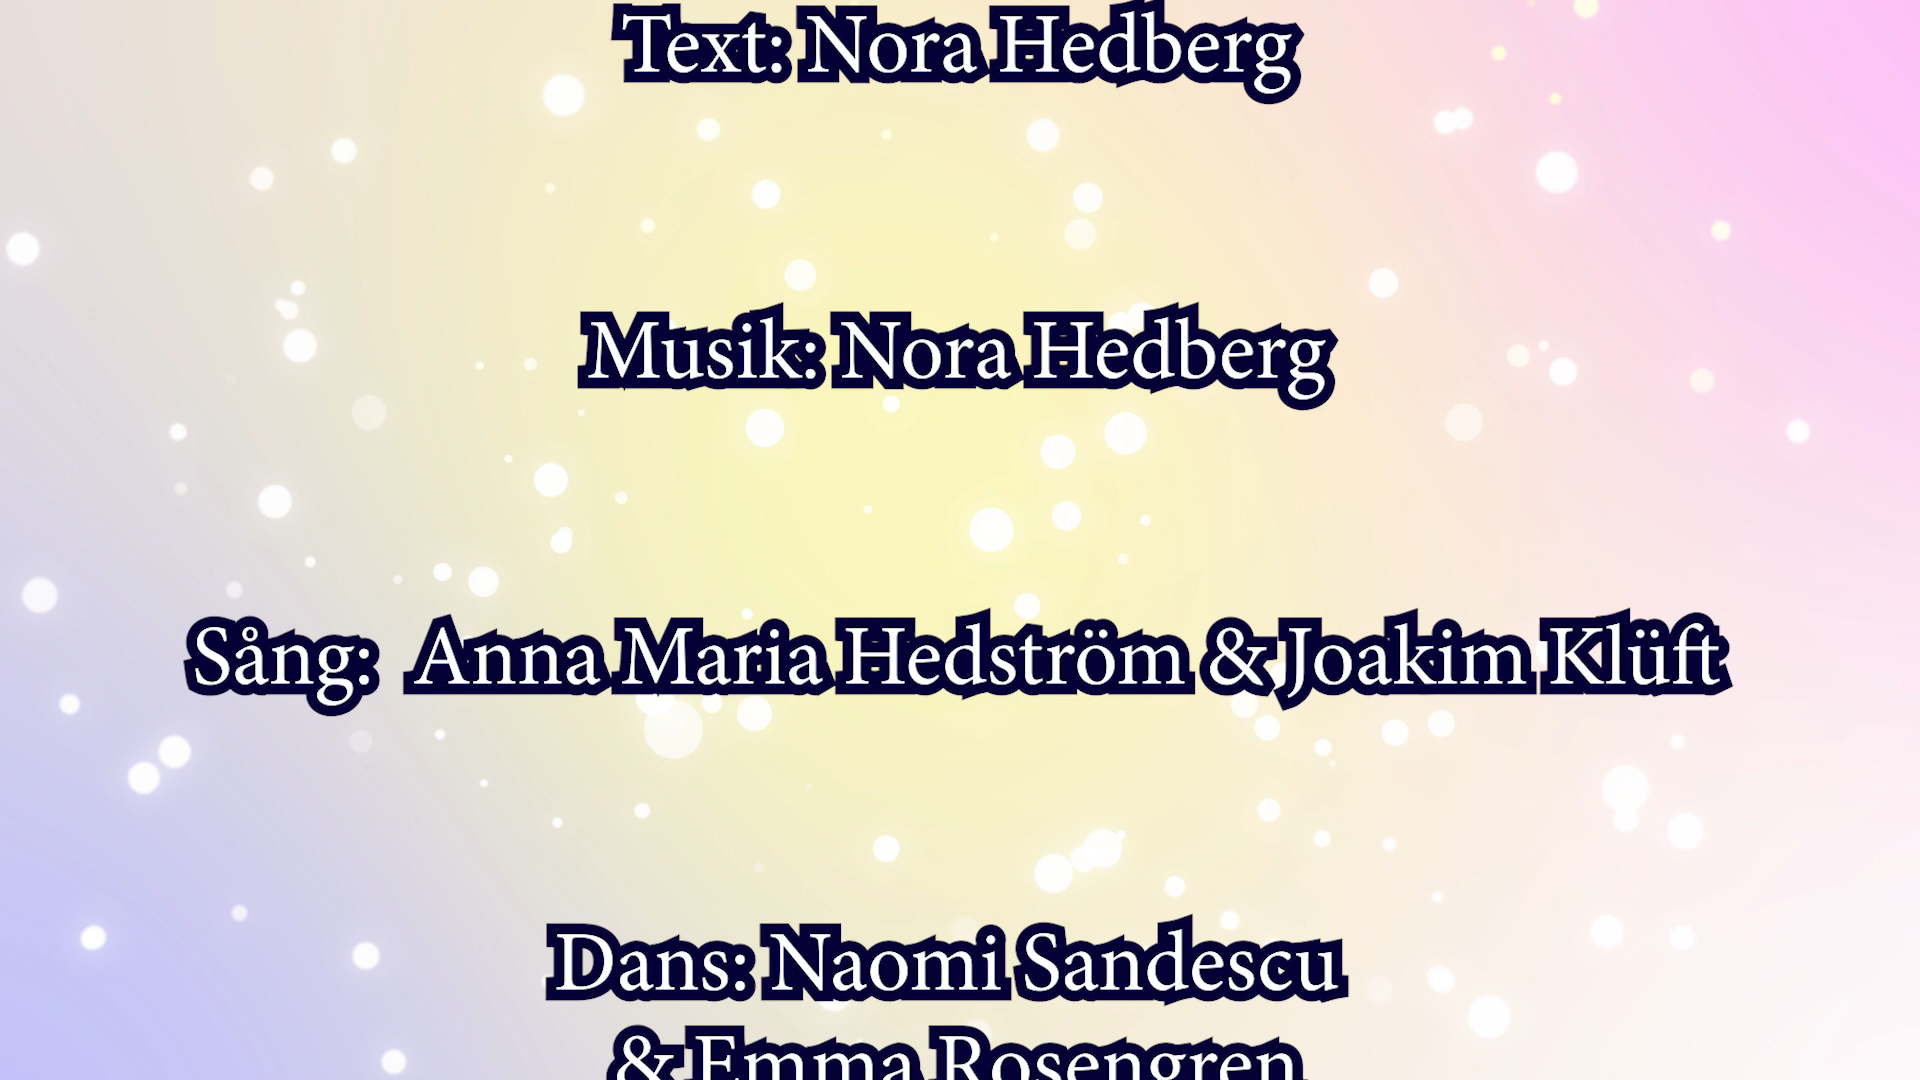 Text: Nora Hedberg
Musik: Nora Hedberg
Sång: Anna Maria Hedström & Joakim Klüft
Dans: Naomi Sandescu
& Emma Rosengren